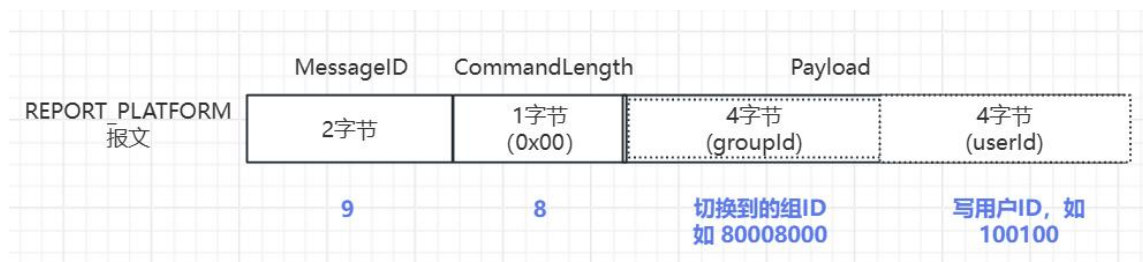 MessageID CommandLength Payload
REPORT_PLATFORM
报文
2字节
1字节
(0x00)
4字节
(groupId)
4字节
(userId)
9
8
切换到的组ID
如 80008000
写用户ID，如
100100